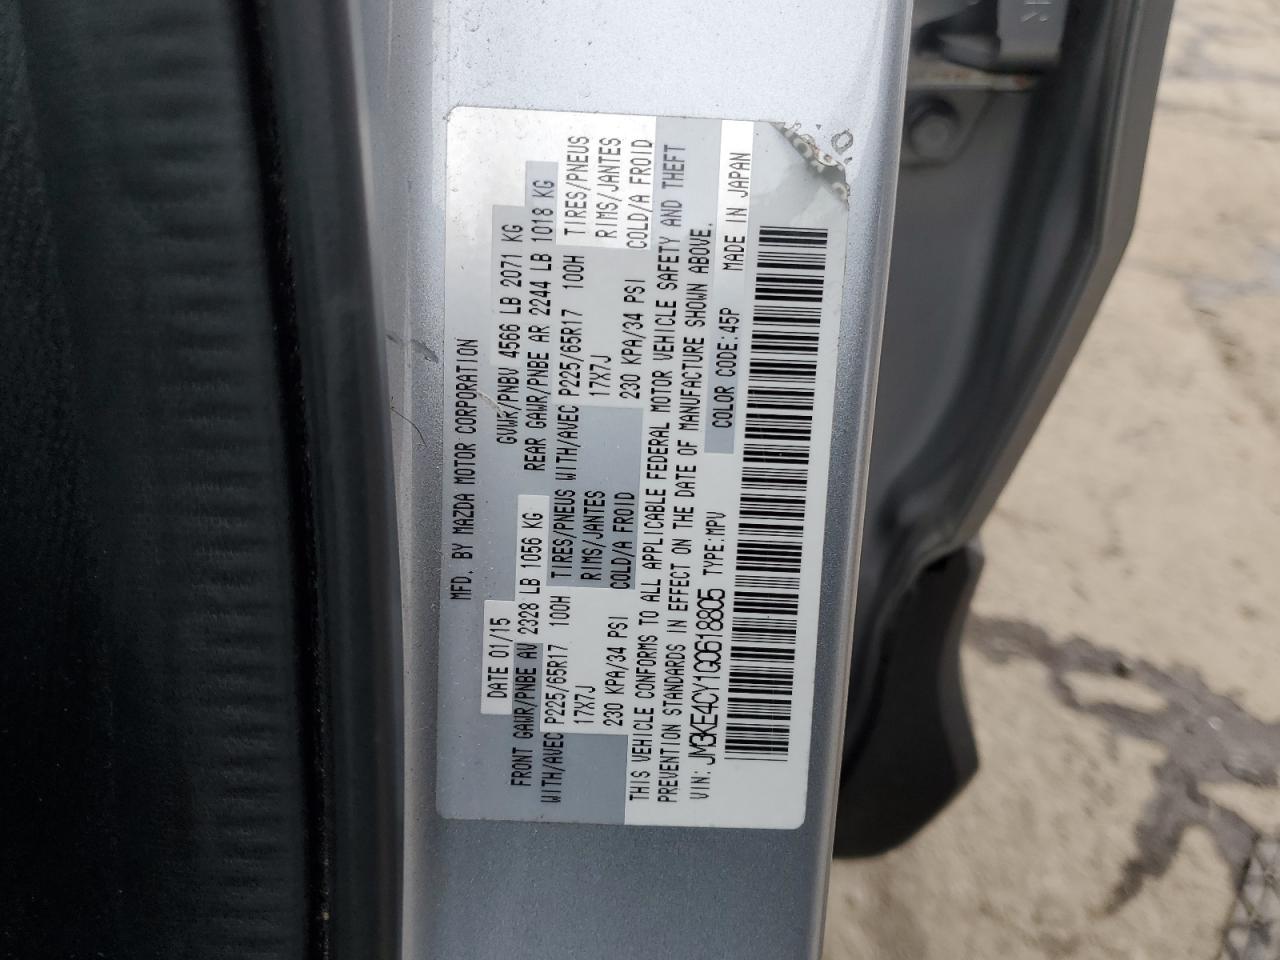 MFD. BY MAZDA MOTOR CORPORATION
DATE 01/15 GVWR/PNBV 4566 LB 2071 KG
FRONT GAWR/PNBE AV 2328 LB 1056 KG REAR GAWR/PNBE AR 2244 LB 1018 KG
WITH/AVEC P225/65R17 100H TIRES/PNEUS WITH/AVEC P225/65R17 100H TIRES/PNEUS
17X7J RIMS/JANTES 17X7J RIMS/JANTES
230 KPA/34 PSI COLD/A FROID 230 KPA/34 PSI COLD/A FROID
THIS VEHICLE CONFORMS TO ALL APPLICABLE FEDERAL MOTOR VEHICLE SAFETY AND THEFT
PREVENTION STANDARDS IN EFFECT ON THE DATE OF MANUFACTURE SHOWN ABOVE.
VIN: JM3KE4CY1G0618805 TYPE:MPV COLOR CODE:45P MADE IN JAPAN